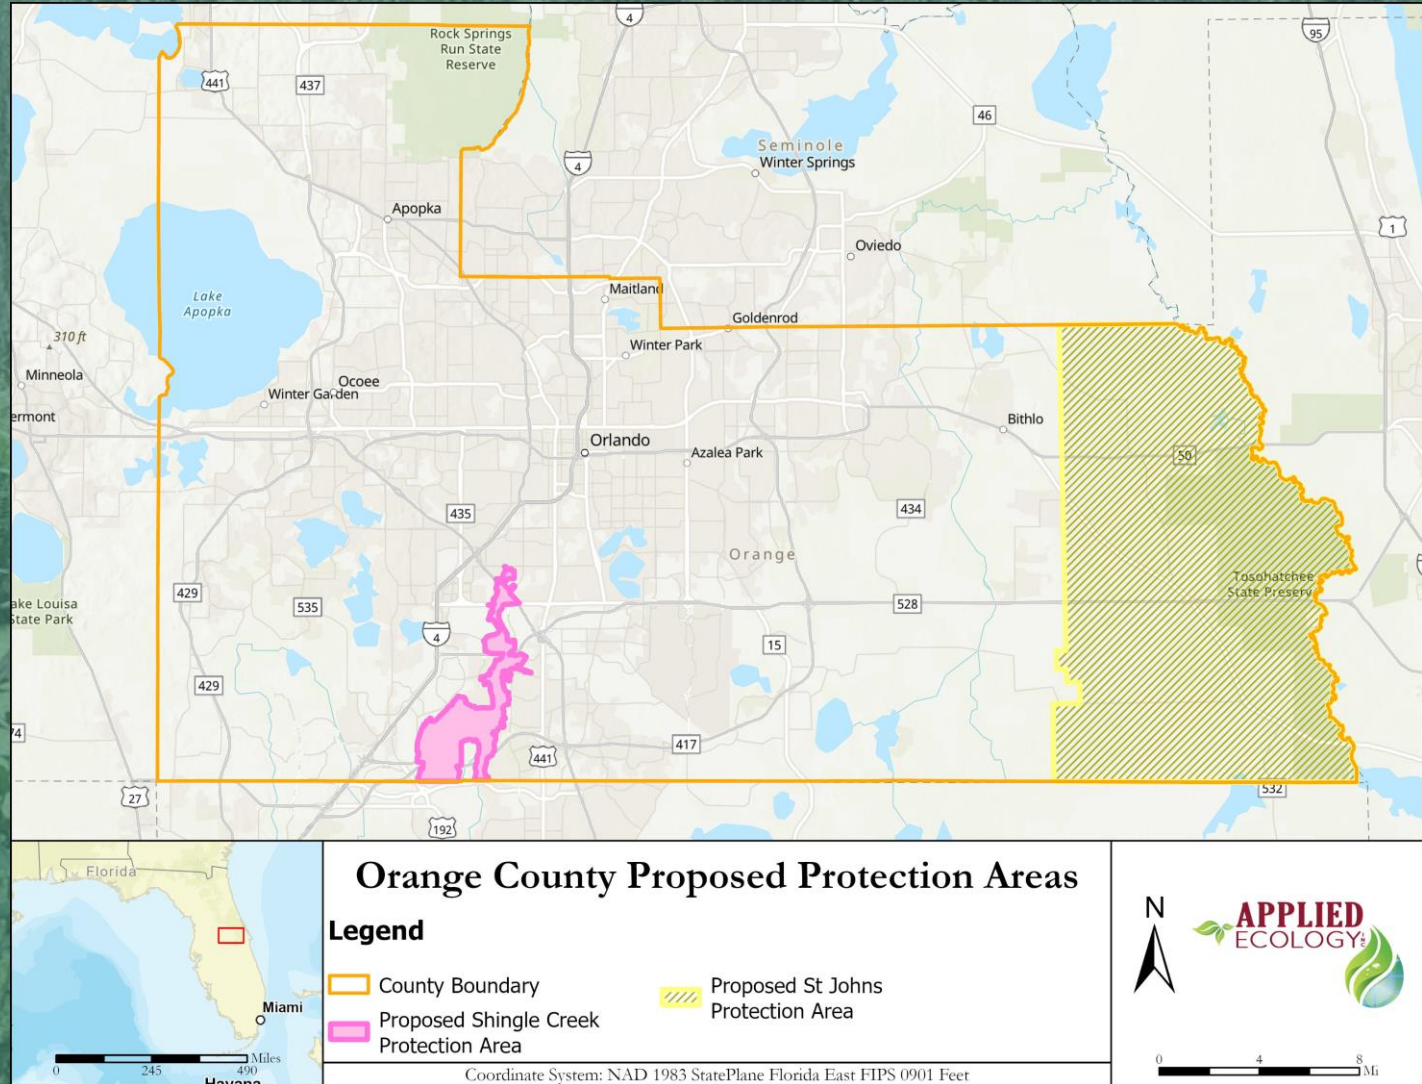 4
95
Rock Springs
Run State
Reserve
441
437
46
4
Seminole
Winter Springs
Apopka
1
Oviedo
Lake
Apopka
Maitland
Goldenrod
310 ft
Winter Park
Minneola
Ocoee
Winter Garden
ermont
Bithlo
Orlando
Azalea Park
50
435
434
Orange
Tosohatchee
State Preserv
429
535
528
ake Louisa
State Park
4
15
429
74
441
417
27
532
192
Florida
Miami
Miles
0 245 490
Havana
Orange County Proposed Protection Areas
Legend
County Boundary
Proposed Shingle Creek
Protection Area
Proposed St Johns
Protection Area
Coordinate System: NAD 1983 StatePlane Florida East FIPS 0901 Feet
N
APPLIED
ECOLOGY INC
0 4 8
Mi